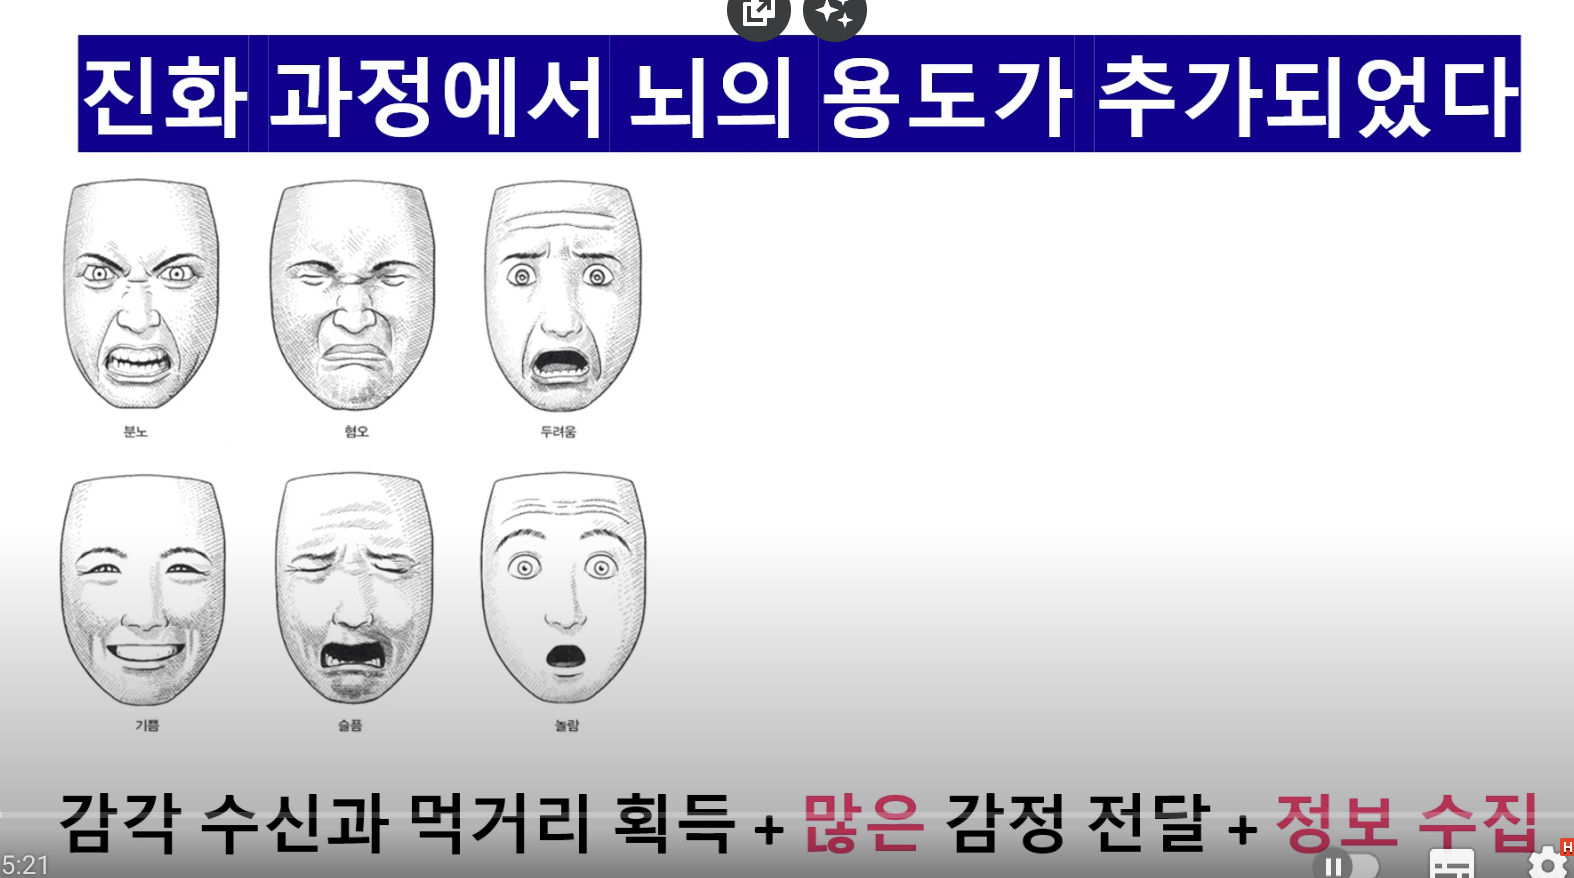 진화 과정에서 뇌의 용도가 추가되었다
분노 혐오 두려움
기쁨 슬픔 놀람
감각 수신과 먹거리 획득 + 많은 감정 전달 + 정보 수집
5:21
H